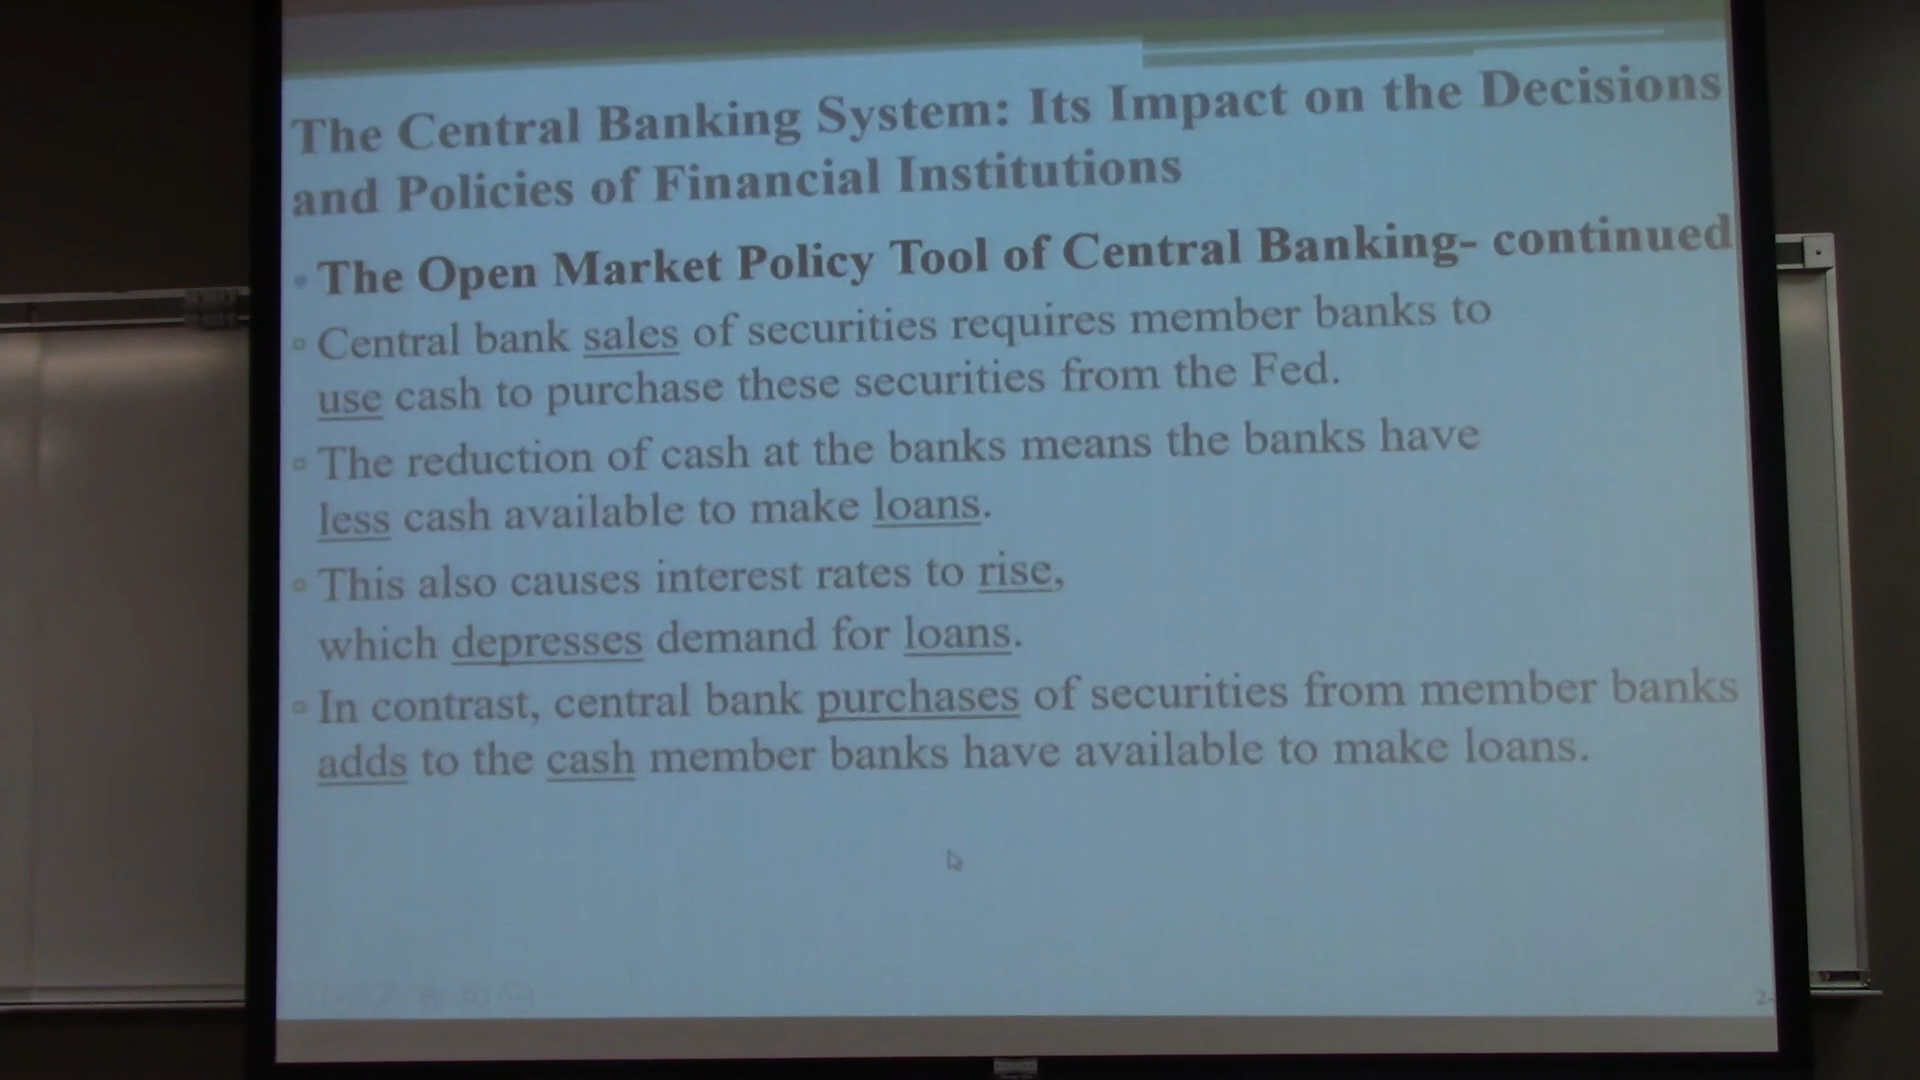 The Central Banking System: Its Impact on the Decisions
and Policies of Financial Institutions
• The Open Market Policy Tool of Central Banking- continued
▫ Central bank sales of securities requires member banks to
use cash to purchase these securities from the Fed.
▫ The reduction of cash at the banks means the banks have
less cash available to make loans.
▫ This also causes interest rates to rise,
which depresses demand for loans.
▫ In contrast, central bank purchases of securities from member banks
adds to the cash member banks have available to make loans.